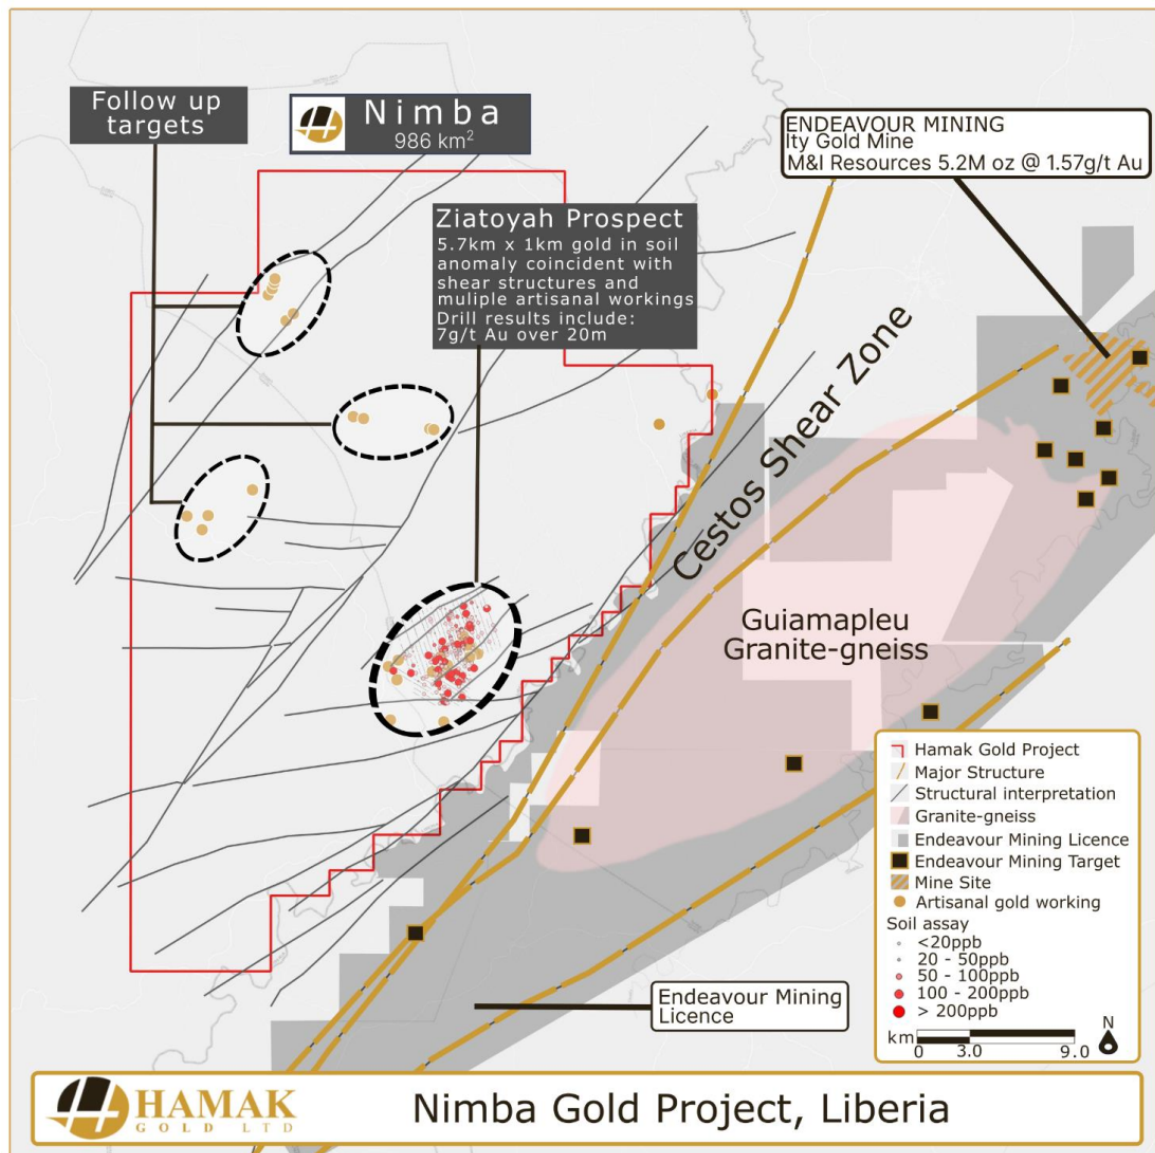 Follow up
targets
Nimba
986 km²
ENDEAVOUR MINING
Ity Gold Mine
M&I Resources 5.2M oz @ 1.57g/t Au
Ziatoyah Prospect
5.7km x 1km gold in soil
anomaly coincident with
shear structures and
muliple artisanal workings
Drill results include:
7g/t Au over 20m
Cestos Shear Zone
Guiamapleu
Granite-gneiss
Hamak Gold Project
Major Structure
Structural interpretation
Granite-gneiss
Endeavour Mining Licence
Endeavour Mining Target
Mine Site
Artisanal gold working
Soil assay
<20ppb
20 - 50ppb
50 - 100ppb
100 - 200ppb
> 200ppb
km
0 3.0 9.0
N
Endeavour Mining
Licence
HAMAK
GOLD LTD
Nimba Gold Project, Liberia